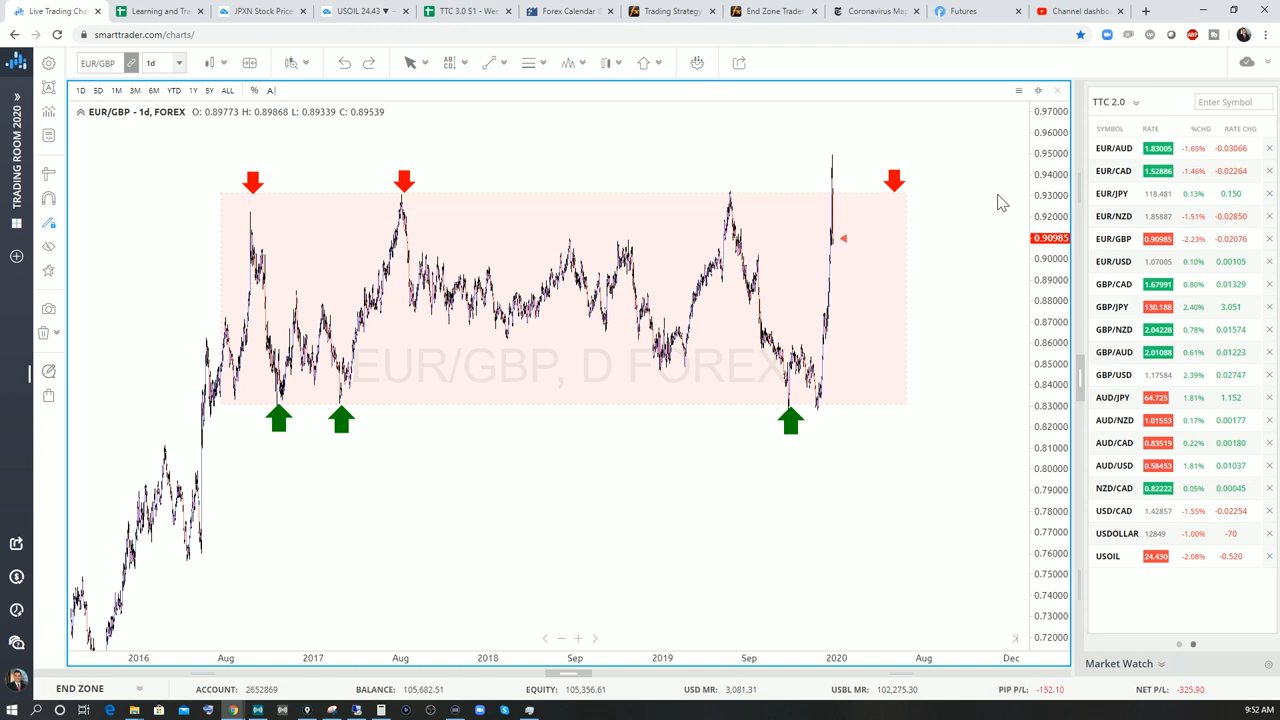 Live Trading Cha
Learning and Tra
JPXN Stock Price
USOIL 24.43 ▼ -
TTC 3.0 S1 - We
Forex Calendar
Trading Strategy
End Zone Trader
Coronavirus Ma
Futures
Channel dashbo
smarttrader.com/charts/
EUR/GBP
1d
1D 5D 1M 3M 6M YTD 1Y 5Y ALL % A
EUR/GBP - 1d, FOREX O: 0.89773 H: 0.89868 L: 0.89339 C: 0.89539
TRADING ROOM 2020
EUR/GBP, D FOREX
0.97000
0.96000
0.95000
0.94000
0.93000
0.92000
0.90985
0.90000
0.89000
0.88000
0.87000
0.86000
0.85000
0.84000
0.83000
0.82000
0.81000
0.80000
0.79000
0.78000
0.77000
0.76000
0.75000
0.74000
0.73000
0.72000
2016 Aug 2017 Aug 2018 Sep 2019 Sep 2020 Aug Dec
TTC 2.0
Enter Symbol
SYMBOL RATE %CHG RATE CHG
EUR/AUD 1.83005 -1.65% -0.03066
EUR/CAD 1.52886 -1.46% -0.02264
EUR/JPY 118.481 0.13% 0.150
EUR/NZD 1.85887 -1.51% -0.02850
EUR/GBP 0.90985 -2.23% -0.02076
EUR/USD 1.07005 0.10% 0.00105
GBP/CAD 1.67991 0.80% 0.01329
GBP/JPY 130.188 2.40% 3.051
GBP/NZD 2.04228 0.78% 0.01574
GBP/AUD 2.01088 0.61% 0.01223
GBP/USD 1.17584 2.39% 0.02747
AUD/JPY 64.725 1.81% 1.152
AUD/NZD 1.01553 0.17% 0.00177
AUD/CAD 0.83519 0.22% 0.00180
AUD/USD 0.58453 1.81% 0.01037
NZD/CAD 0.82222 0.05% 0.00045
USD/CAD 1.42857 -1.55% -0.02254
USDOLLAR 12849 -1.00% -70
USOIL 24.430 -2.08% -0.520
Market Watch
END ZONE ACCOUNT: 2652869 BALANCE: 105,682.51 EQUITY: 105,356.61 USD MR: 3,081.31 USBL MR: 102,275.30 PIP P/L: -152.10 NET P/L: -325.90
9:52 AM